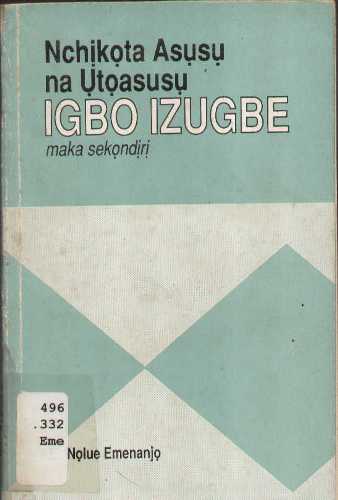 Nchịkọta Asụsụ
na Ụtọasụsụ
IGBO IZUGBE
maka sekọndịrị
496
.332
Eme
Nọlue Emenanjọ